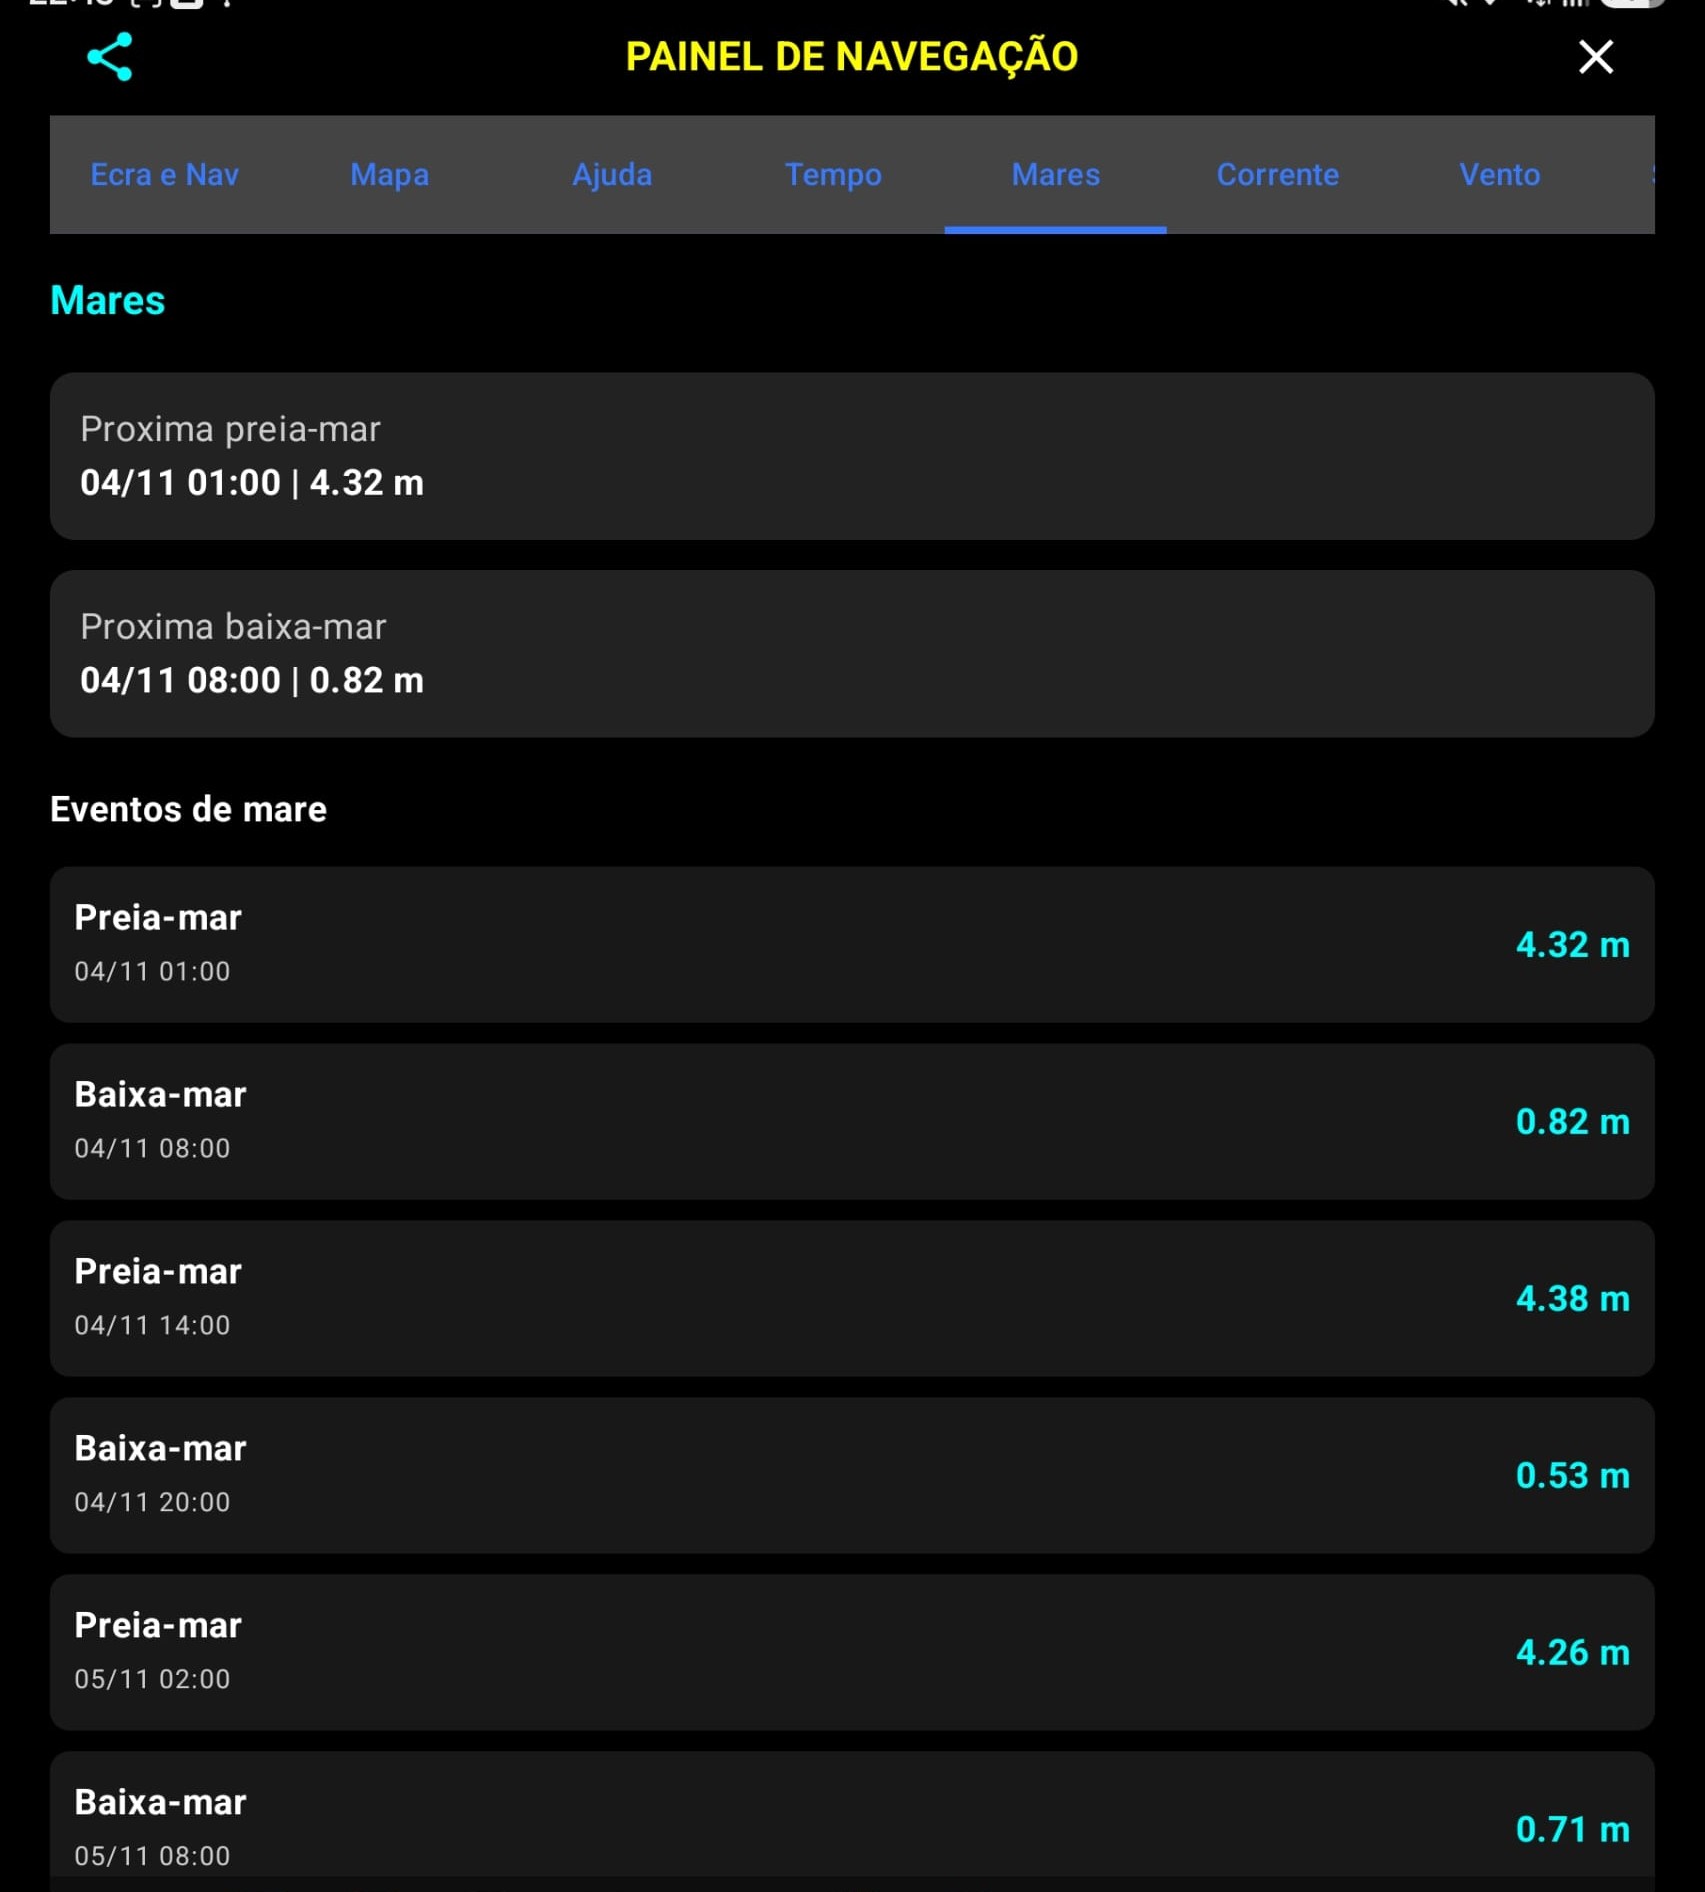 PAINEL DE NAVEGAÇÃO
Ecra e Nav Mapa Ajuda Tempo Mares Corrente Vento
Mares
Proxima preia-mar
04/11 01:00 | 4.32 m
Proxima baixa-mar
04/11 08:00 | 0.82 m
Eventos de mare
Preia-mar
4.32 m
04/11 01:00
Baixa-mar
0.82 m
04/11 08:00
Preia-mar
4.38 m
04/11 14:00
Baixa-mar
0.53 m
04/11 20:00
Preia-mar
4.26 m
05/11 02:00
Baixa-mar
0.71 m
05/11 08:00